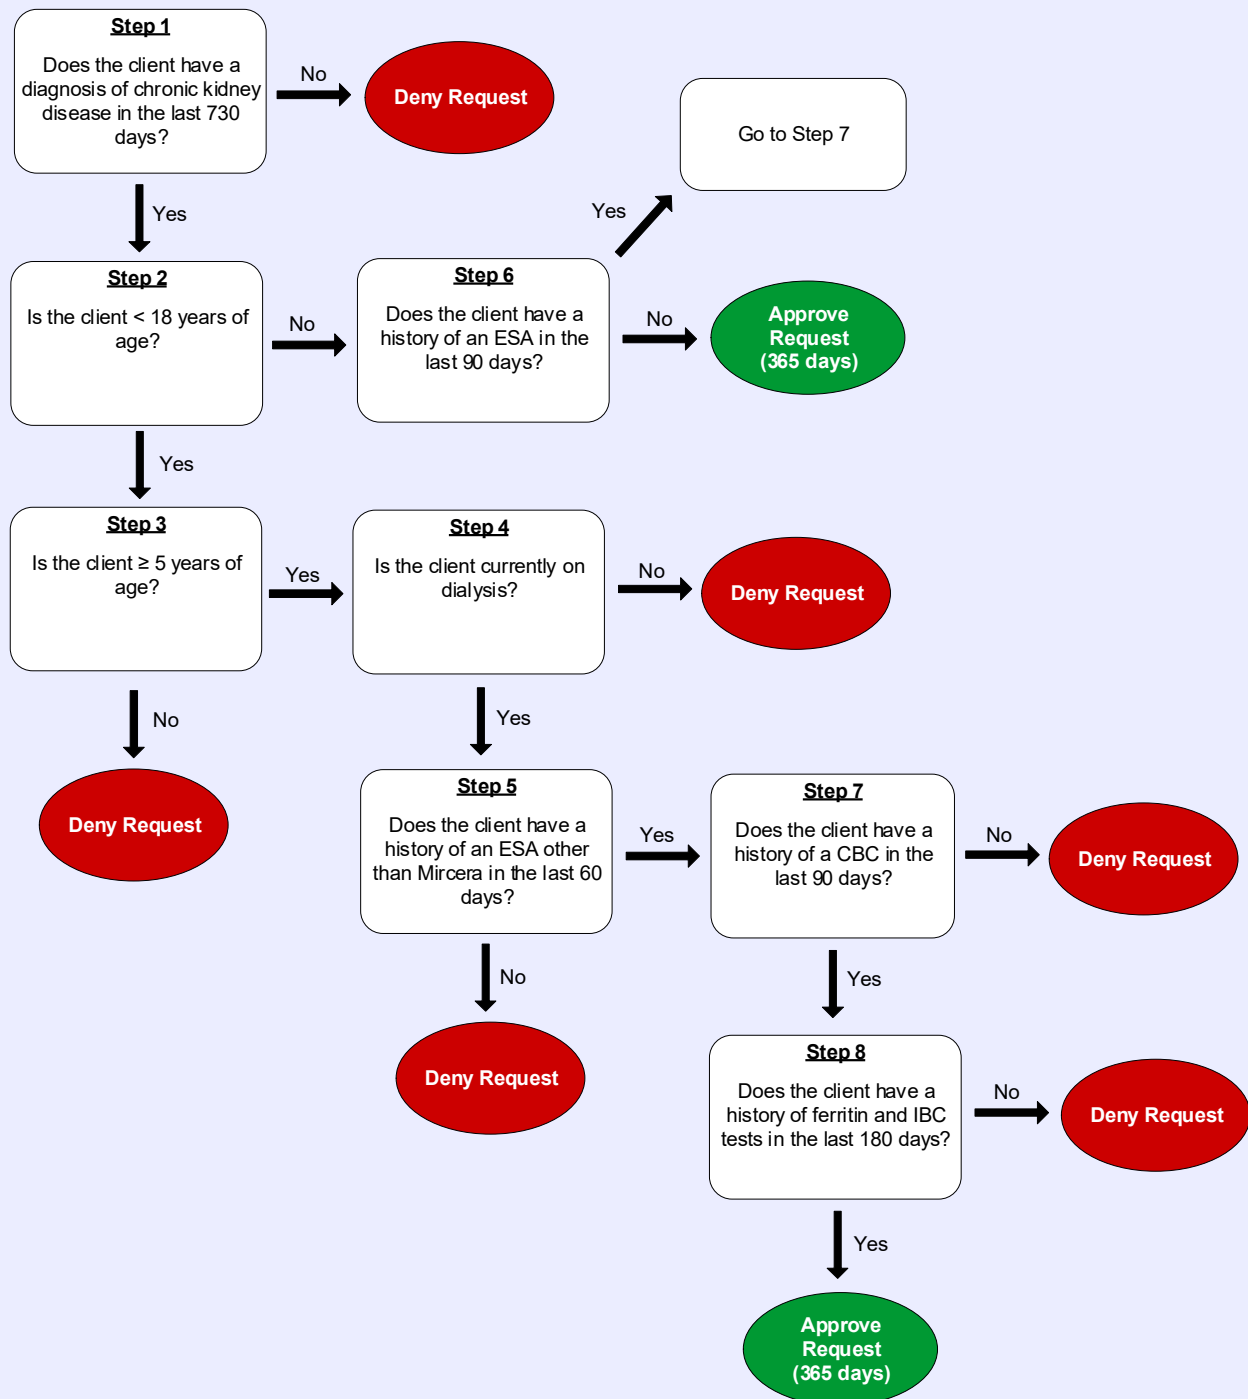 Step 1
Does the client have a
diagnosis of chronic kidney
disease in the last 730
days?
No
Deny Request
Go to Step 7
Yes
Yes
Step 2
Is the client < 18 years of
age?
No
Step 6
Does the client have a
history of an ESA in the
last 90 days?
No
Approve
Request
(365 days)
Yes
Step 3
Is the client ≥ 5 years of
age?
Yes
Step 4
Is the client currently on
dialysis?
No
Deny Request
No
Deny Request
Yes
Step 5
Does the client have a
history of an ESA other
than Mircera in the last 60
days?
Yes
Step 7
Does the client have a
history of a CBC in the
last 90 days?
No
Deny Request
No
Deny Request
Yes
Step 8
Does the client have a
history of ferritin and IBC
tests in the last 180 days?
No
Deny Request
Yes
Approve
Request
(365 days)